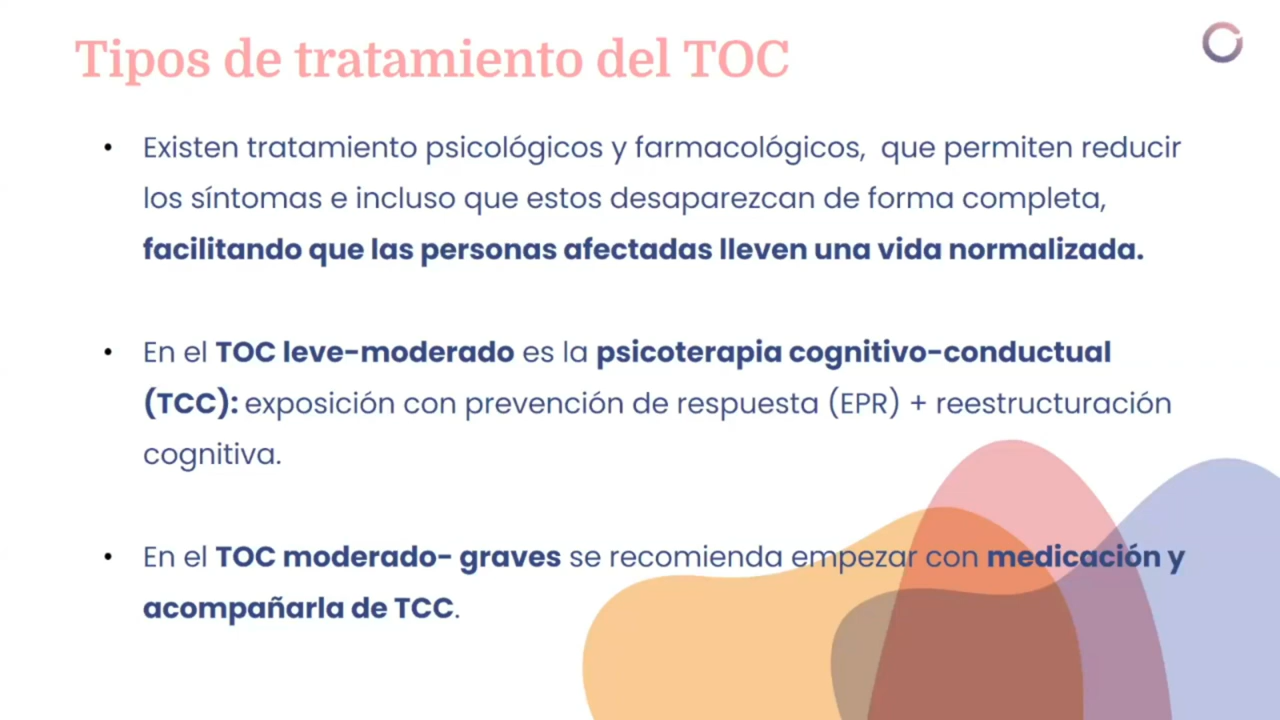 Tipos de tratamiento del TOC
• Existen tratamiento psicológicos y farmacológicos, que permiten reducir
los síntomas e incluso que estos desaparezcan de forma completa,
facilitando que las personas afectadas lleven una vida normalizada.
• En el TOC leve-moderado es la psicoterapia cognitivo-conductual
(TCC): exposición con prevención de respuesta (EPR) + reestructuración
cognitiva.
• En el TOC moderado- graves se recomienda empezar con medicación y
acompañarla de TCC.